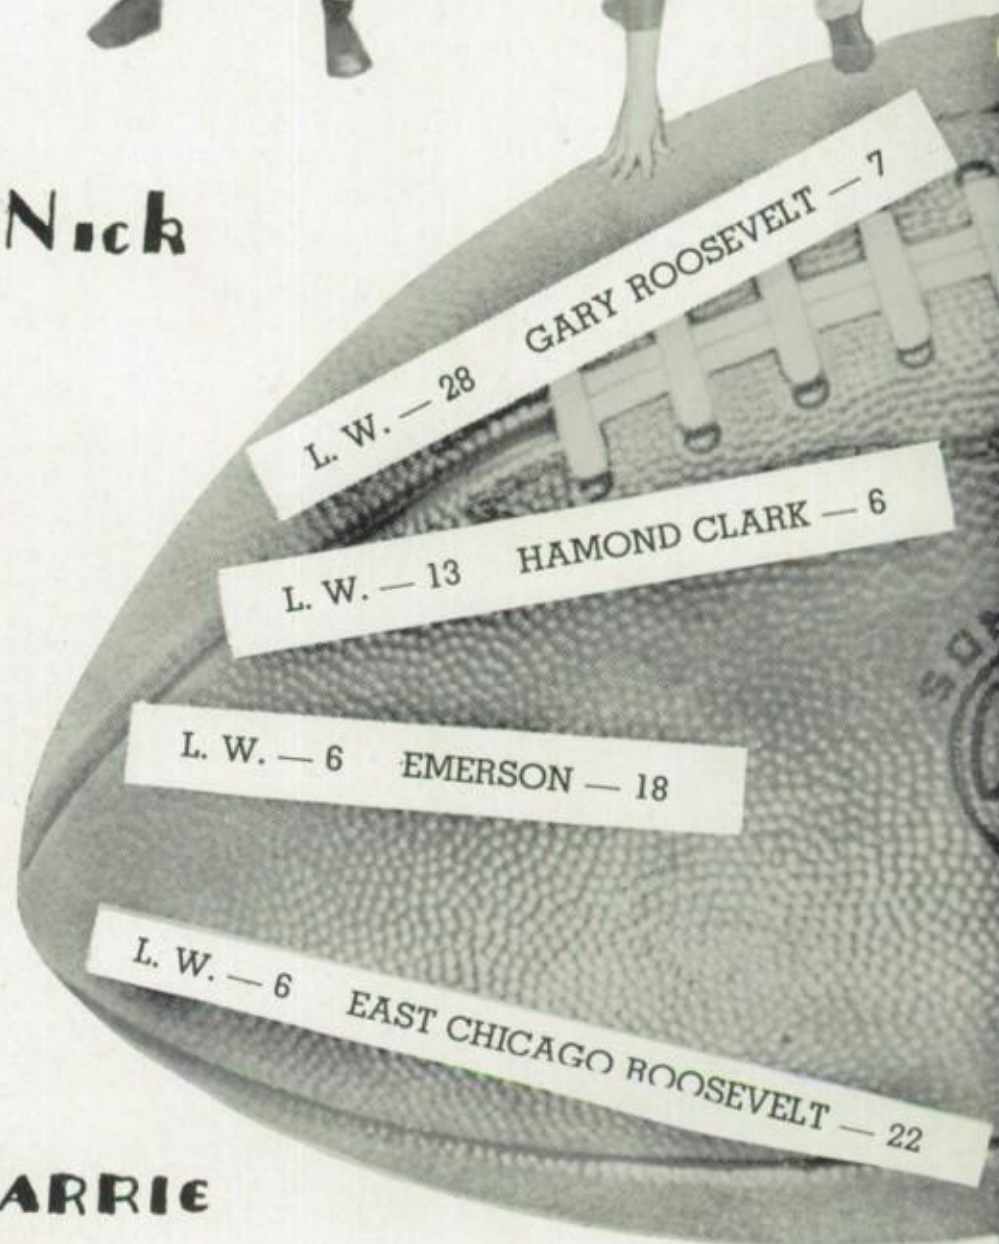 Nick
L. W. — 28 GARY ROOSEVELT — 7
L. W. — 13 HAMOND CLARK — 6
L. W. — 6 EMERSON — 18
L. W. — 6 EAST CHICAGO ROOSEVELT — 22
ARRIE